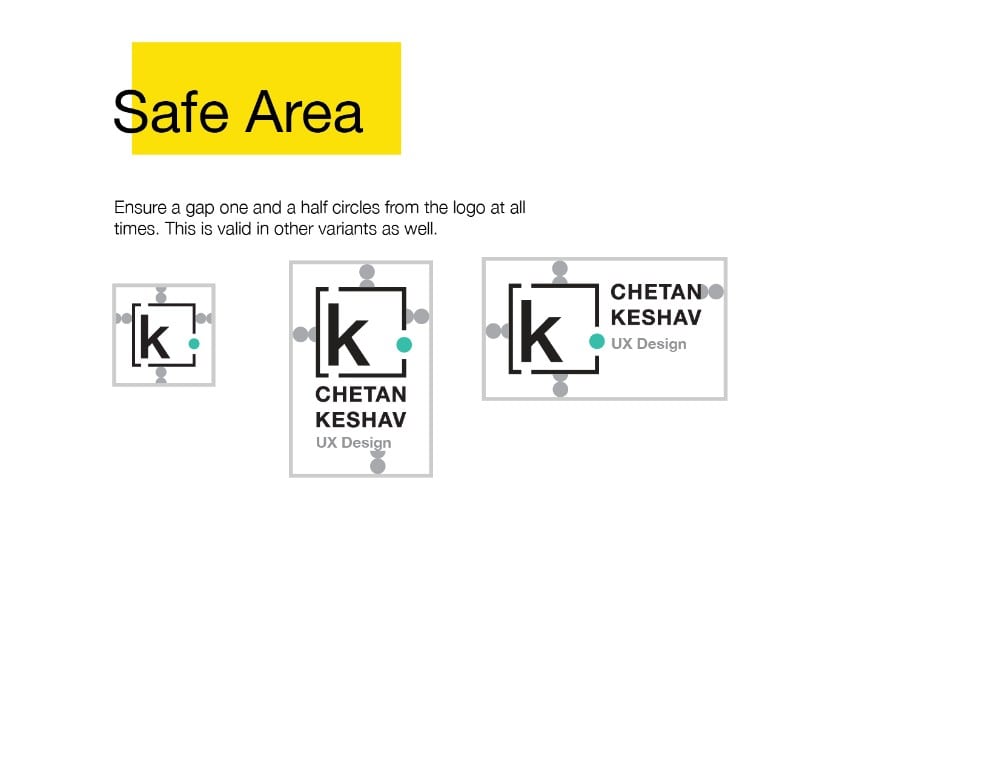 Safe Area
Ensure a gap one and a half circles from the logo at all
times. This is valid in other variants as well.
k
k
CHETAN
KESHAV
UX Design
k
CHETAN
KESHAV
UX Design